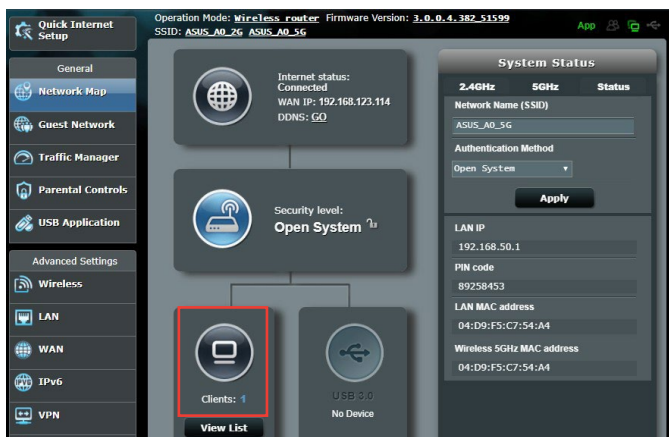 Quick Internet
Setup
Operation Mode: Wireless router Firmware Version: 3.0.0.4.382_51599
SSID: ASUS_A0_2G ASUS_A0_5G
App
General
Network Map
Guest Network
Traffic Manager
Parental Controls
USB Application
Advanced Settings
Wireless
LAN
WAN
IPv6
VPN
Internet status:
Connected
WAN IP: 192.168.123.114
DDNS: GO
Security level:
Open System
Clients: 1
View List
USB 3.0
No Device
System Status
2.4GHz 5GHz Status
Network Name (SSID)
ASUS_A0_5G
Authentication Method
Open System
Apply
LAN IP
192.168.50.1
PIN code
89258453
LAN MAC address
04:D9:F5:C7:54:A4
Wireless 5GHz MAC address
04:D9:F5:C7:54:A4